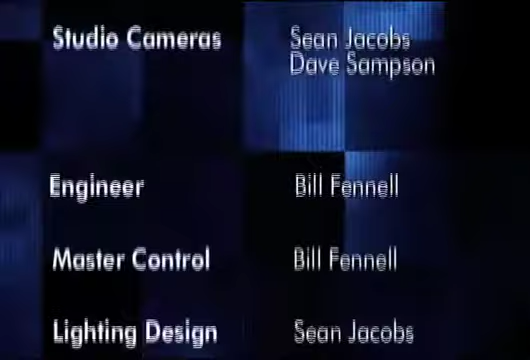 Studio Cameras Sean Jacobs
Dave Sampson
Engineer Bill Fennell
Master Control Bill Fennell
Lighting Design Sean Jacobs